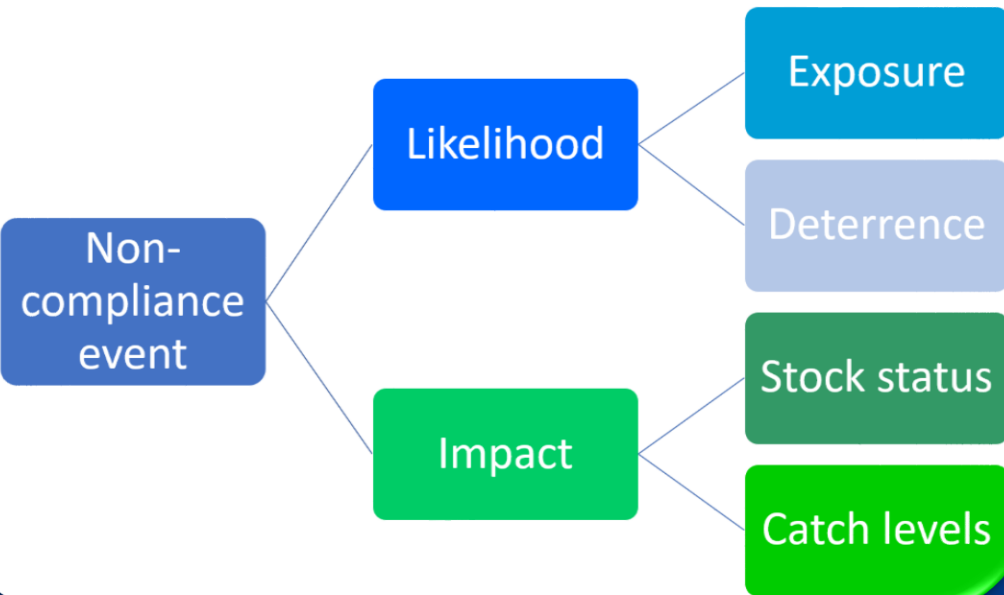 Non-
compliance
event
Likelihood
Impact
Exposure
Deterrence
Stock status
Catch levels